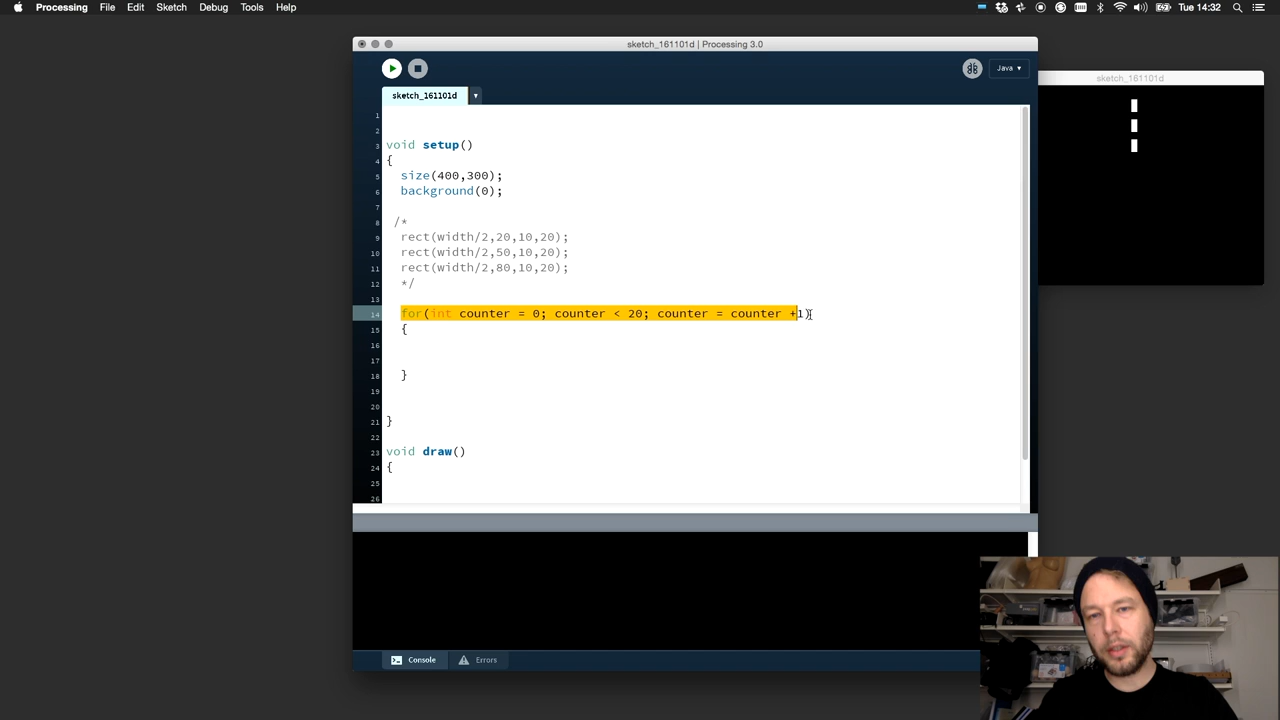 Processing File Edit Sketch Debug Tools Help
Tue 14:32
sketch_161101d | Processing 3.0
Java ▾
sketch_161101d
sketch_161101d
1
2
3 void setup()
4 {
5 size(400,300);
6 background(0);
7
8 /*
9 rect(width/2,20,10,20);
10 rect(width/2,50,10,20);
11 rect(width/2,80,10,20);
12 */
13
14 for(int counter = 0; counter < 20; counter = counter +1)
15 {
16
17
18 }
19
20
21 }
22
23 void draw()
24 {
25
26
Console Errors